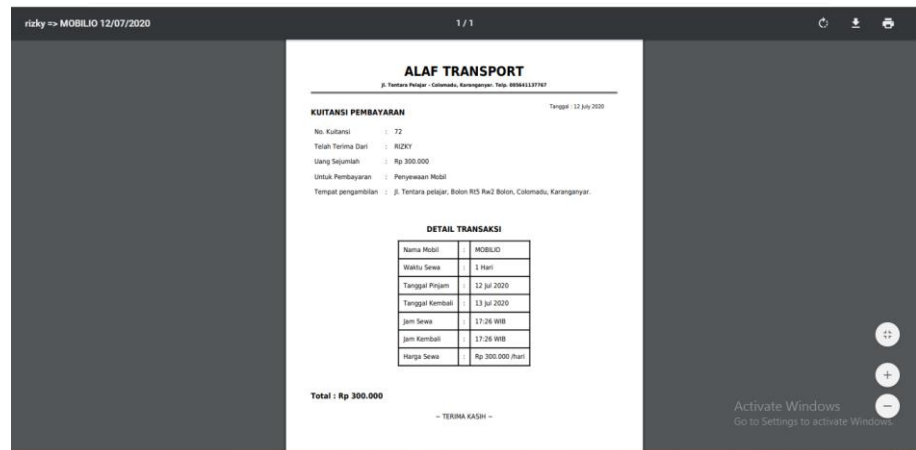 rizky => MOBILIO 12/07/2020
1 / 1
ALAF TRANSPORT
Jl. Tentara Pelajar - Colomadu, Karanganyar. Telp. 085641137767
Tanggal : 12 July 2020
KUITANSI PEMBAYARAN
No. Kuitansi : 72
Telah Terima Dari : RIZKY
Uang Sejumlah : Rp 300.000
Untuk Pembayaran : Penyewaan Mobil
Tempat pengambilan : Jl. Tentara pelajar, Bolon Rt5 Rw2 Bolon, Colomadu, Karanganyar.
DETAIL TRANSAKSI
Nama Mobil : MOBILIO
Waktu Sewa : 1 Hari
Tanggal Pinjam : 12 Jul 2020
Tanggal Kembali : 13 Jul 2020
Jam Sewa : 17:26 WIB
Jam Kembali : 17:26 WIB
Harga Sewa : Rp 300.000 /hari
Total : Rp 300.000
~ TERIMA KASIH ~
Activate Windows
Go to Settings to activate Windows.